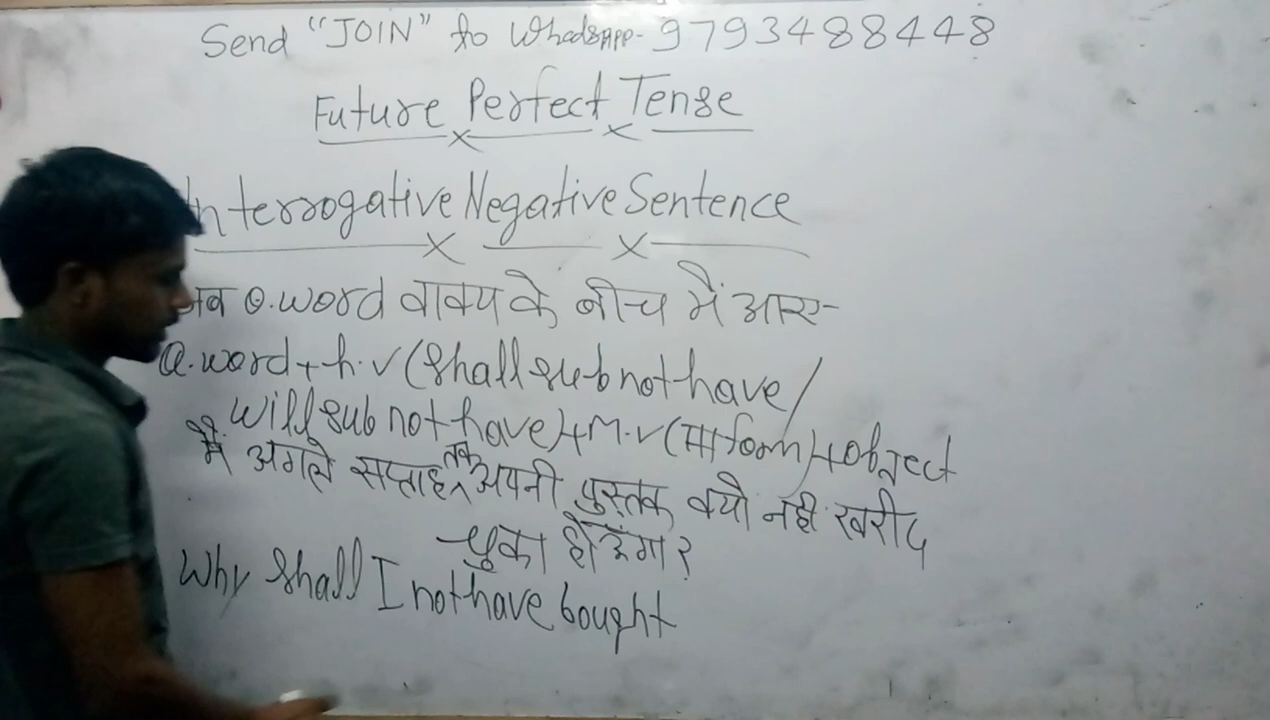 Send "JOIN" to WhatsApp- 9793488448
Future Perfect Tense
Interrogative Negative Sentence
जब Q.word वाक्य के बीच में आए-
Q.word+h.v(shall sub not have/
will sub not have)+M.v(III form)+object
मैं अगले सप्ताह तक अपनी पुस्तक क्यों नही खरीद
चुका होऊँगा?
Why shall I not have bought